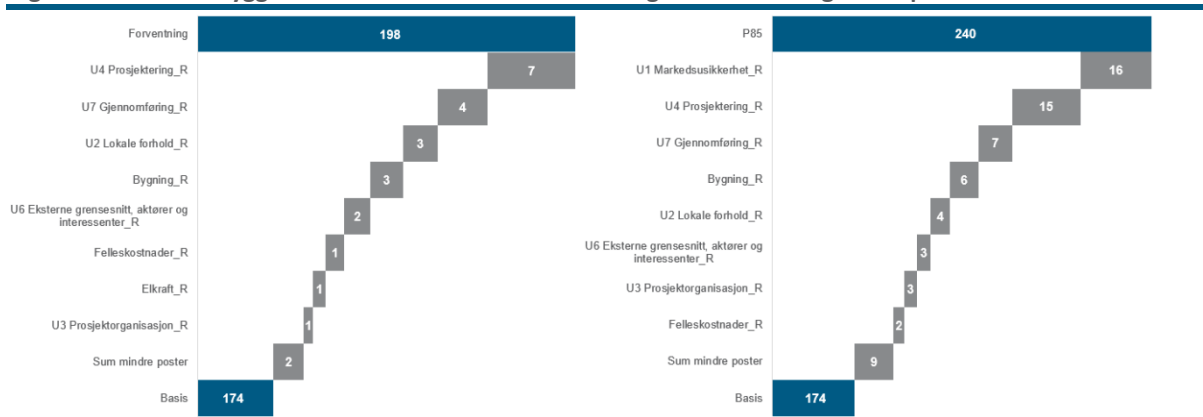 Forventning 198
U4 Prosjektering_R 7
U7 Gjennomføring_R 4
U2 Lokale forhold_R 3
Bygning_R 3
U6 Eksterne grensesnitt, aktører og
interessenter_R 2
Felleskostnader_R 1
Elkraft_R 1
U3 Prosjektorganisasjon_R 1
Sum mindre poster 2
Basis 174
P85 240
U1 Markedsusikkerhet_R 16
U4 Prosjektering_R 15
U7 Gjennomføring_R 7
Bygning_R 6
U2 Lokale forhold_R 4
U6 Eksterne grensesnitt, aktører og
interessenter_R 3
U3 Prosjektorganisasjon_R 3
Felleskostnader_R 2
Sum mindre poster 9
Basis 174